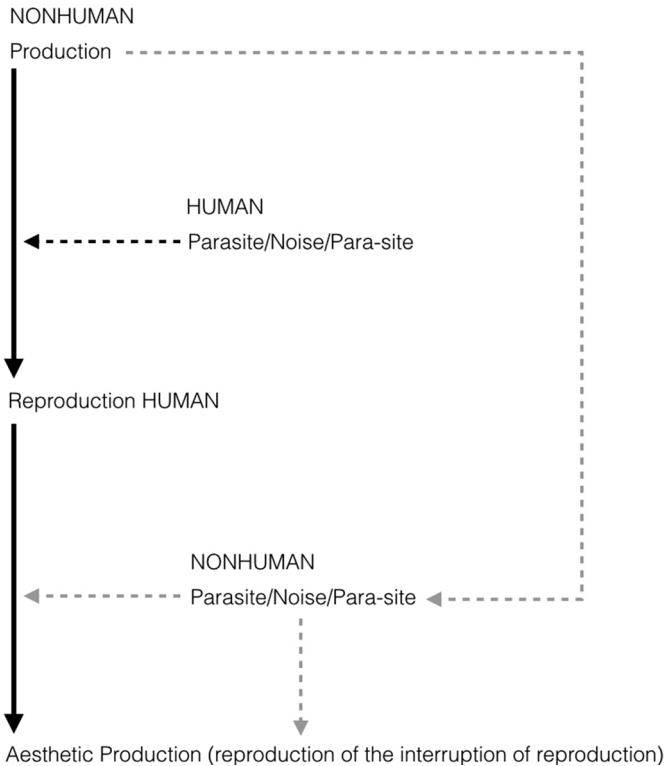 NONHUMAN
Production
HUMAN
Parasite/Noise/Para-site
Reproduction HUMAN
NONHUMAN
Parasite/Noise/Para-site
Aesthetic Production (reproduction of the interruption of reproduction)